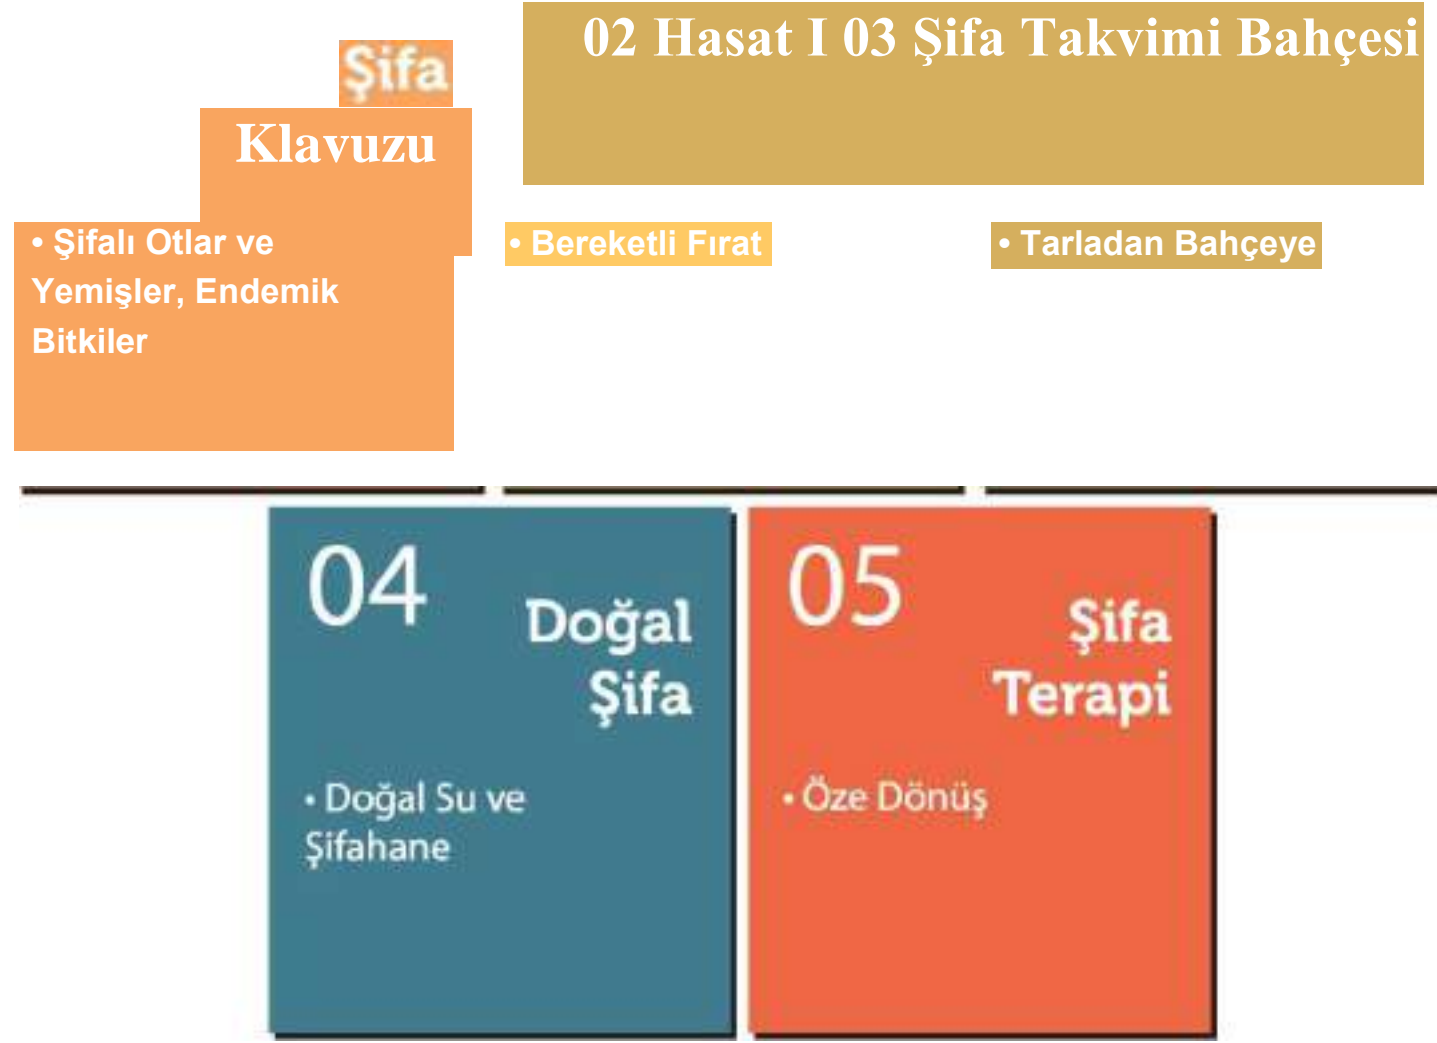 Şifa
Klavuzu
02 Hasat I 03 Şifa Takvimi Bahçesi
• Şifalı Otlar ve
Yemişler, Endemik
Bitkiler
• Bereketli Fırat
• Tarladan Bahçeye
04
Doğal
Şifa
• Doğal Su ve
Şifahane
05
Şifa
Terapi
• Öze Dönüş